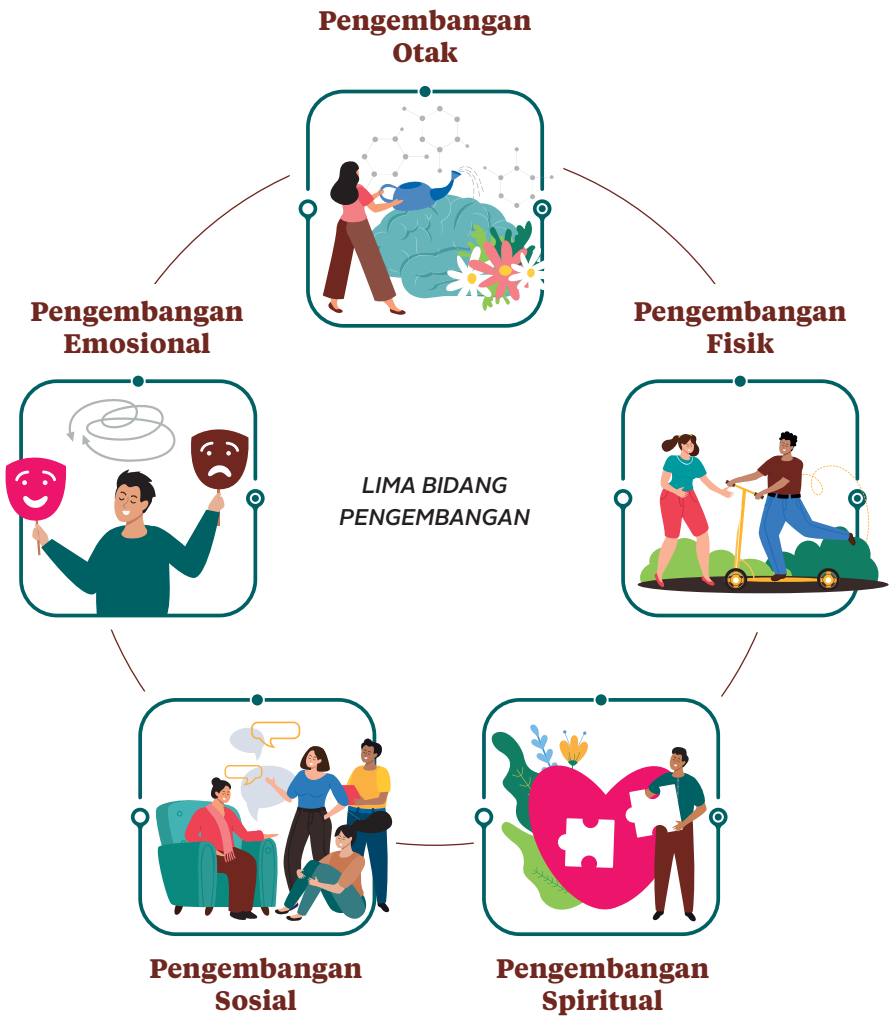 Pengembangan
Otak
Pengembangan
Emosional
Pengembangan
Fisik
LIMA BIDANG
PENGEMBANGAN
Pengembangan
Sosial
Pengembangan
Spiritual